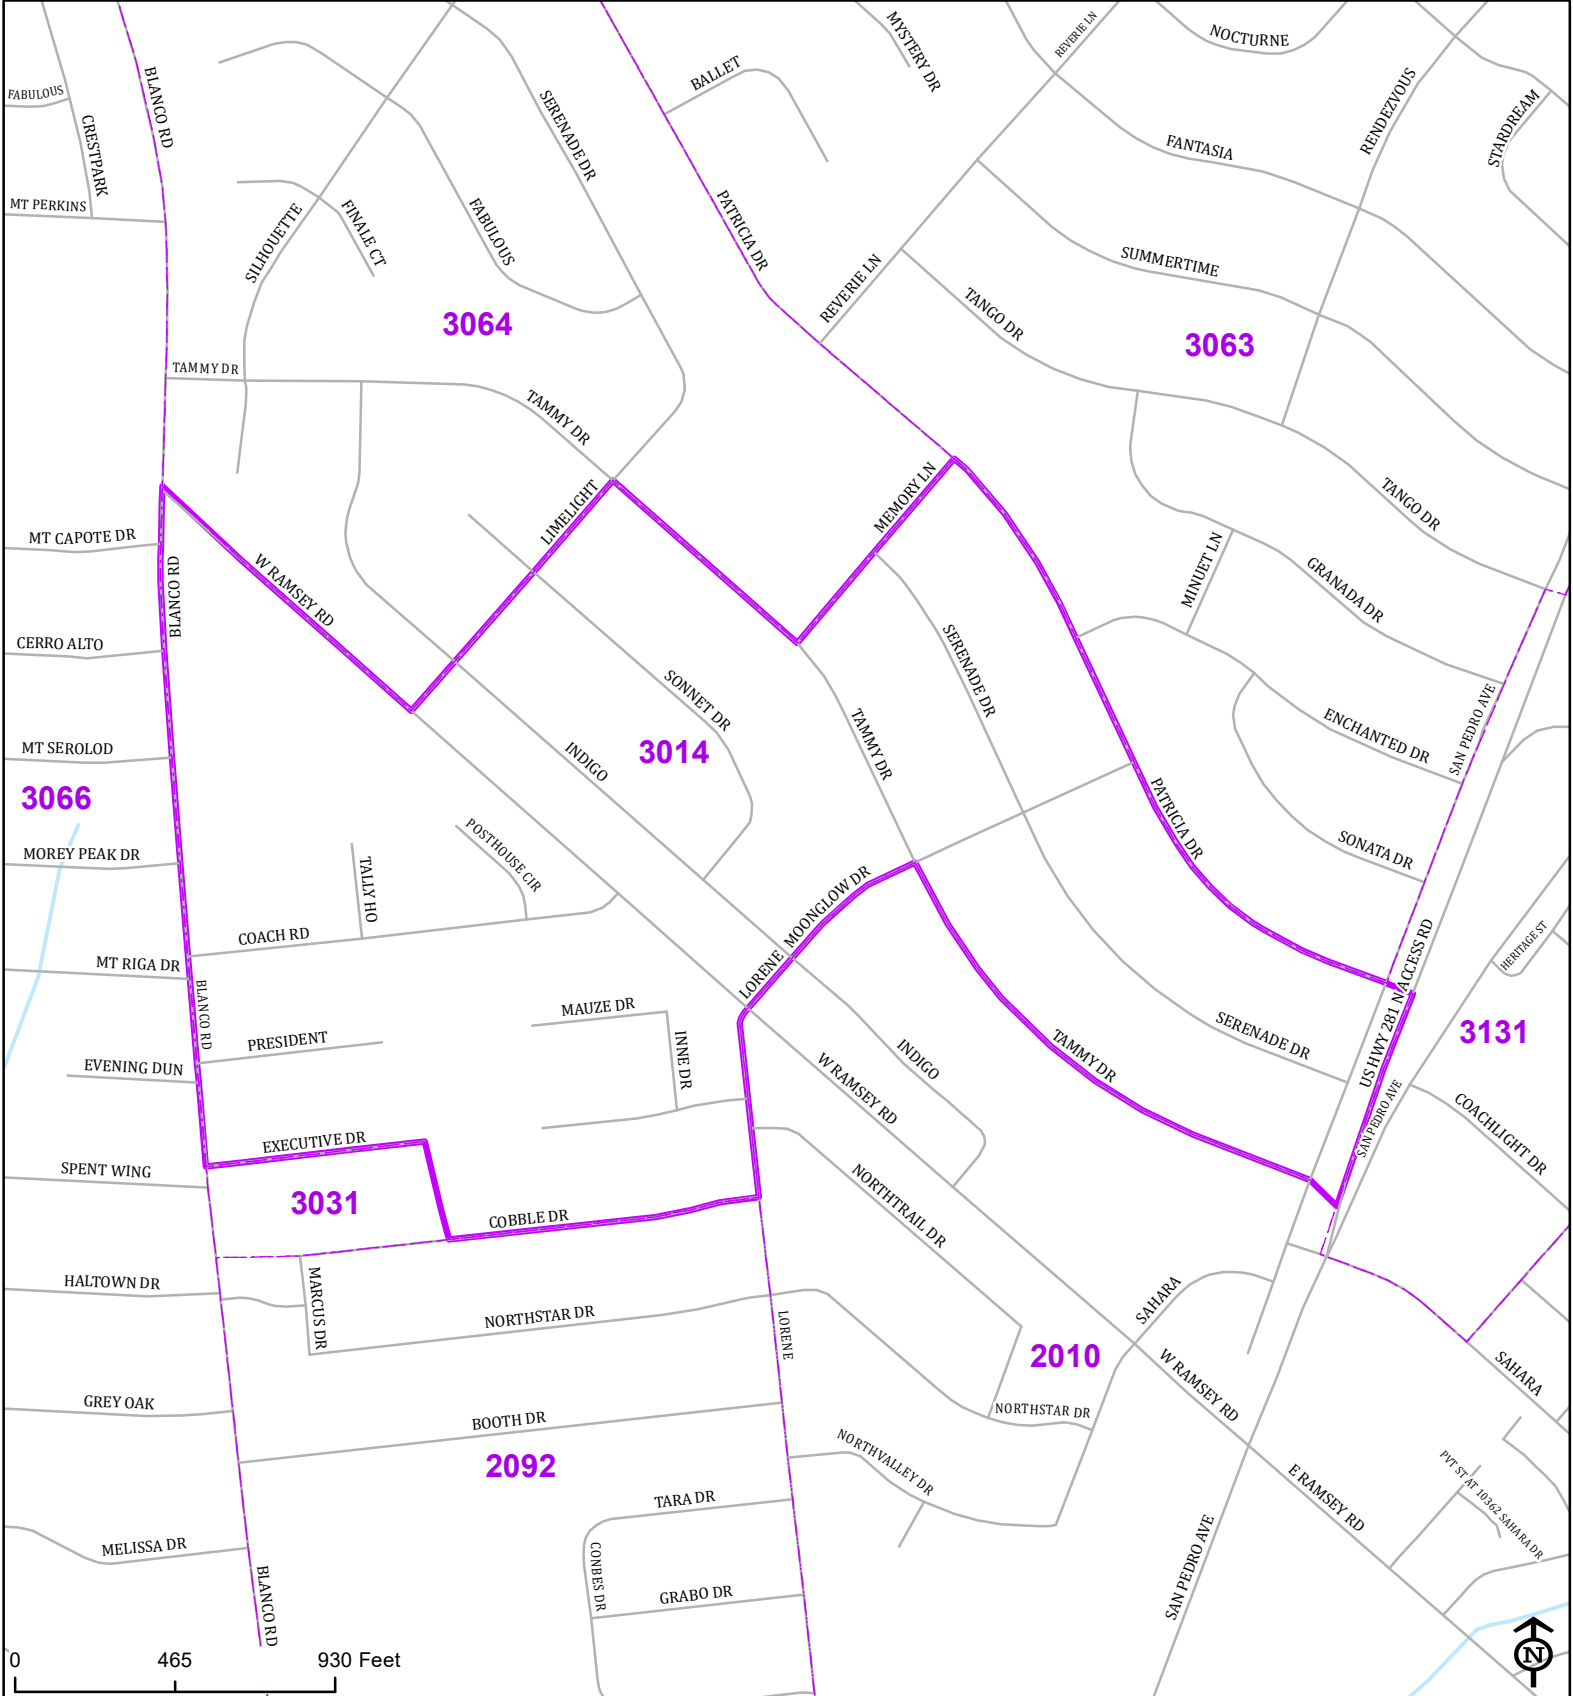 NOCTURNE
MYSTERY DR
REVERIE LN
BALLET
BLANCO RD
FABULOUS
CRESTPARK
SERENADE DR
RENDEZVOUS
STARDREAM
FANTASIA
MT PERKINS
SILHOUETTE
FINALE CT
FABULOUS
PATRICIA DR
SUMMERTIME
REVERIE LN
TANGO DR
3064
3063
TAMMY DR
TAMMY DR
LIMELIGHT
MEMORY LN
TANGO DR
MT CAPOTE DR
BLANCO RD
W RAMSEY RD
MINUET LN
GRANADA DR
CERRO ALTO
SERENADE DR
SONNET DR
MT SEROLOD
3014
INDIGO
TAMMY DR
ENCHANTED DR
SAN PEDRO AVE
3066
PATRICIA DR
POSTHOUSE CIR
MOREY PEAK DR
TALLY HO
SONATA DR
LORENE
MOONGLOW DR
COACH RD
MT RIGA DR
HERITAGE ST
US HWY 281 N ACCESS RD
BLANCO RD
MAUZE DR
INNE DR
PRESIDENT
SERENADE DR
3131
EVENING DUN
INDIGO
TAMMY DR
W RAMSEY RD
SAN PEDRO AVE
COACHLIGHT DR
EXECUTIVE DR
SPENT WING
3031
COBBLE DR
NORTHTRAIL DR
HALTOWN DR
MARCUS DR
NORTHSTAR DR
LORENE
SAHARA
2010
W RAMSEY RD
SAHARA
GREY OAK
BOOTH DR
NORTHSTAR DR
2092
NORTHVALLEY DR
TARA DR
E RAMSEY RD
PVT ST AT 10362 SAHARA DR
MELISSA DR
CONBES DR
GRABO DR
SAN PEDRO AVE
BLANCO RD
0 465 930 Feet
N